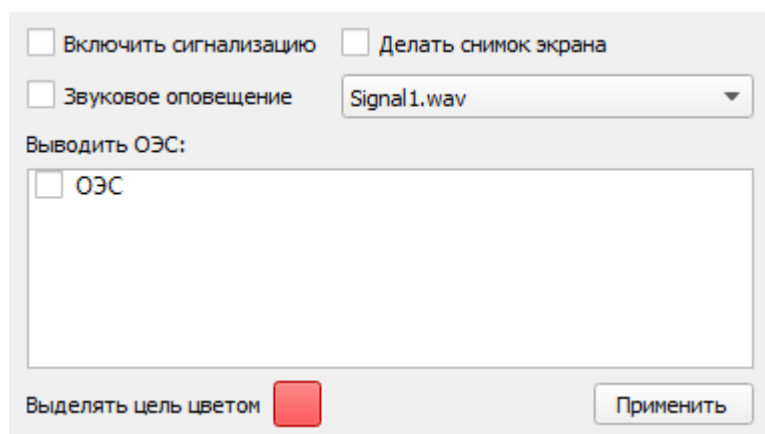 Включить сигнализацию Делать снимок экрана
Звуковое оповещение Signal1.wav
Выводить ОЭС:
ОЭС
Выделять цель цветом Применить